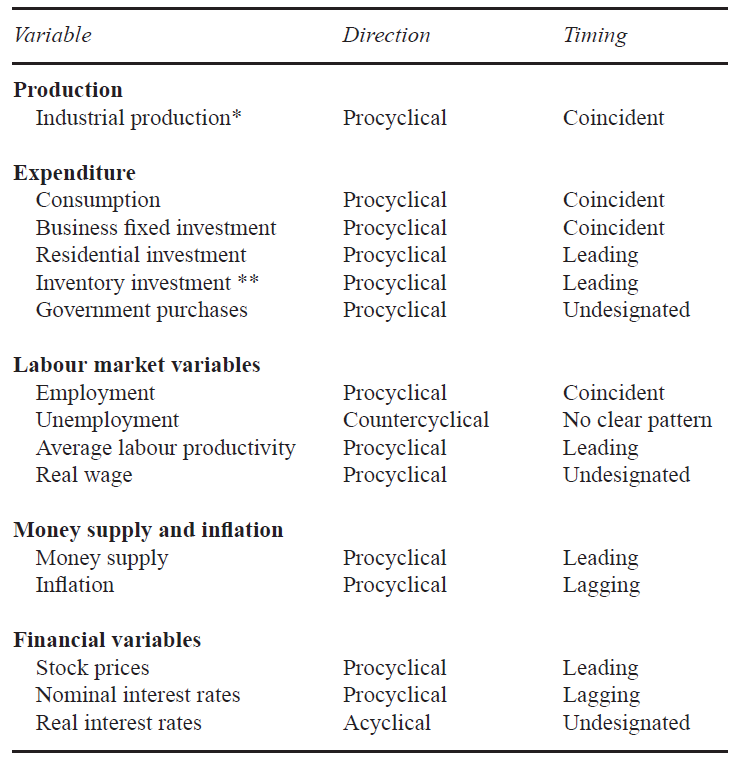 Variable Direction Timing
Production
Industrial production* Procyclical Coincident
Expenditure
Consumption Procyclical Coincident
Business fixed investment Procyclical Coincident
Residential investment Procyclical Leading
Inventory investment ** Procyclical Leading
Government purchases Procyclical Undesignated
Labour market variables
Employment Procyclical Coincident
Unemployment Countercyclical No clear pattern
Average labour productivity Procyclical Leading
Real wage Procyclical Undesignated
Money supply and inflation
Money supply Procyclical Leading
Inflation Procyclical Lagging
Financial variables
Stock prices Procyclical Leading
Nominal interest rates Procyclical Lagging
Real interest rates Acyclical Undesignated